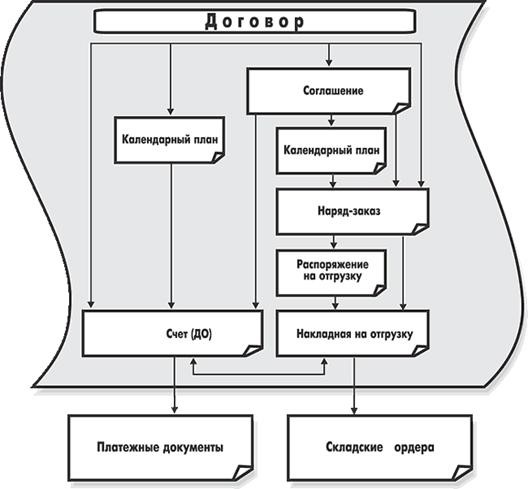 Договор
Соглашение
Календарный план
Календарный план
Наряд-заказ
Распоряжение
на отгрузку
Счет (ДО)
Накладная на отгрузку
Платежные документы
Складские ордера